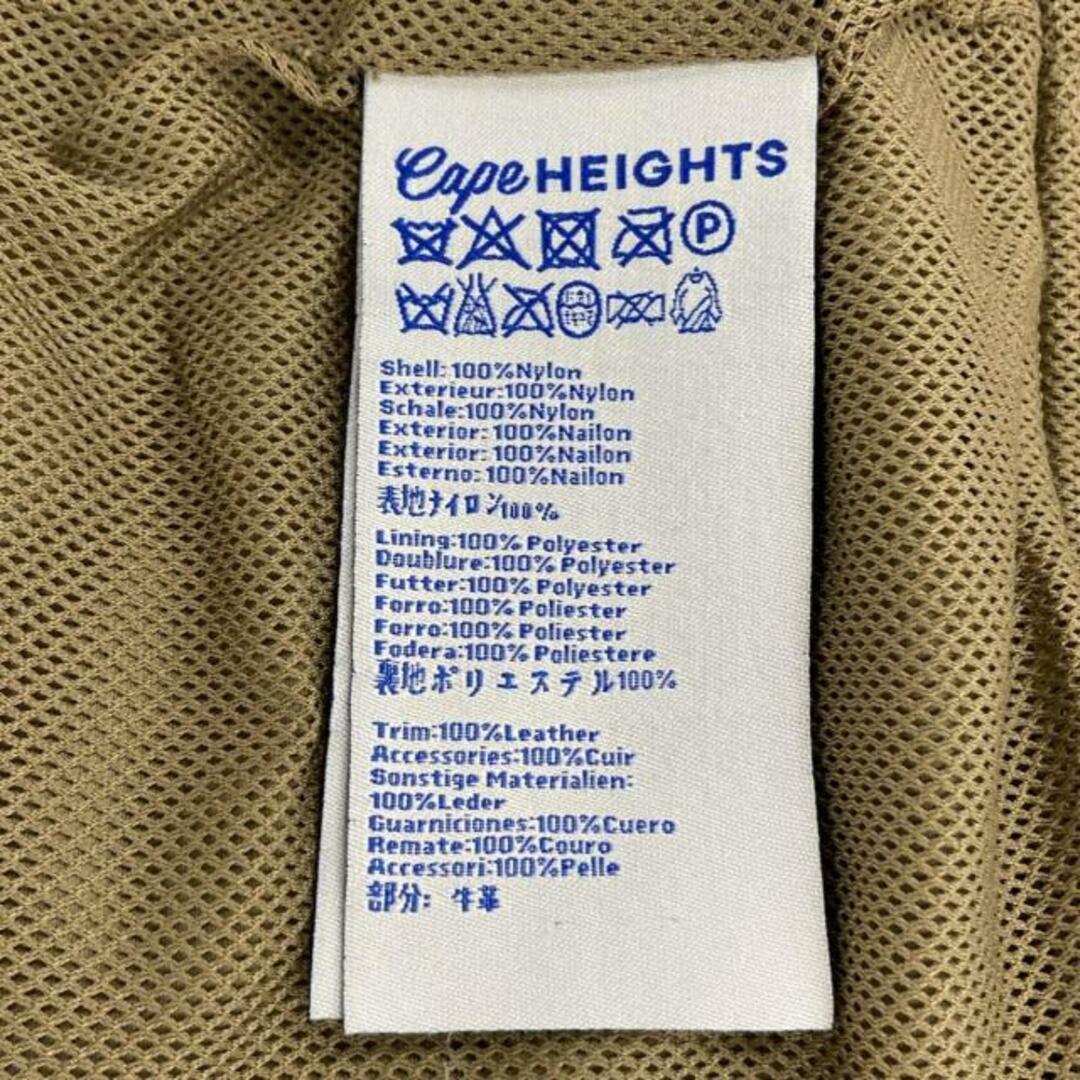 Cape HEIGHTS
P
Shell: 100%Nylon
Exterieur:100%Nylon
Schale:100%Nylon
Exterior: 100%Nailon
Exterior: 100%Nailon
Esterno: 100%Nailon
表地ナイロン100%
Lining:100% Polyester
Doublure:100% Polyester
Futter:100% Polyester
Forro:100% Poliester
Forro:100% Poliester
Fodera:100% Poliestere
裏地ポリエステル100%
Trim:100%Leather
Accessories:100%Cuir
Sonstige Materialien:
100%Leder
Guarniciones:100%Cuero
Remate:100%Couro
Accessori:100%Pelle
部分: 牛革